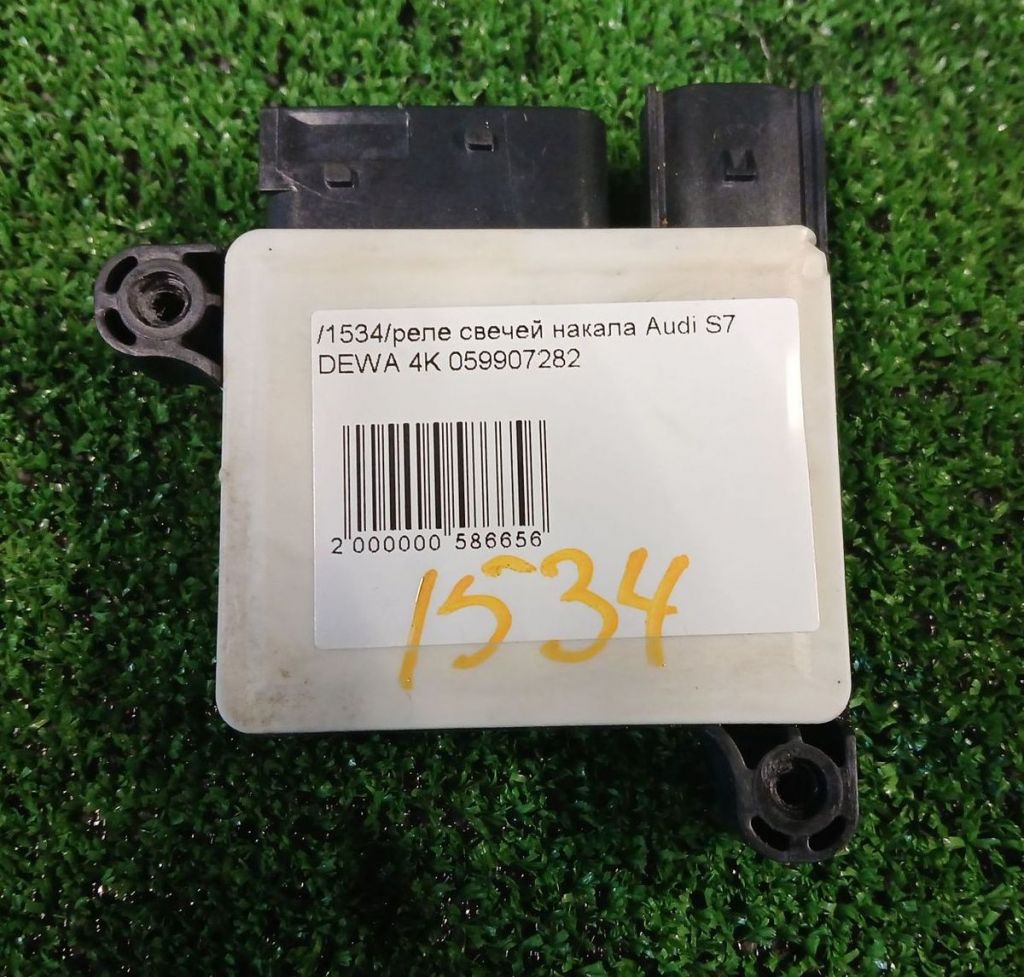 /1534/реле свечей накала Audi S7
DEWA 4K 059907282
2 000000 586656
1534